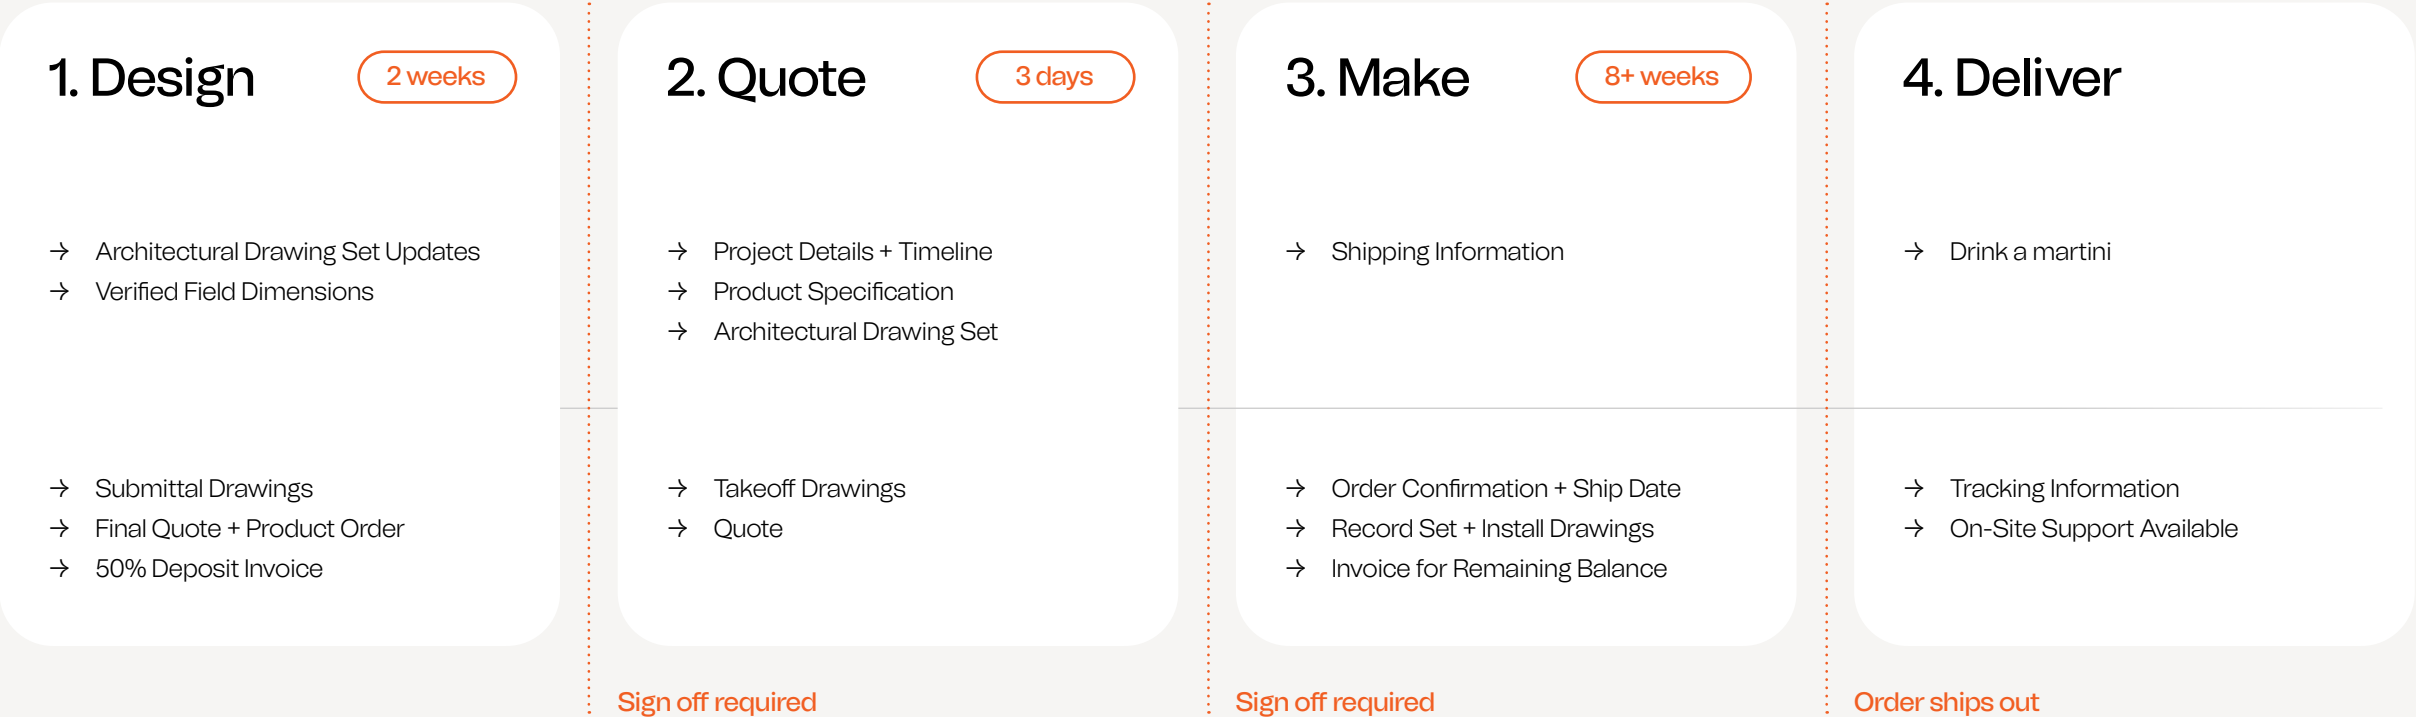 1. Design
2 weeks
Architectural Drawing Set Updates
Verified Field Dimensions
Submittal Drawings
Final Quote + Product Order
50% Deposit Invoice
2. Quote
3 days
Project Details + Timeline
Product Specification
Architectural Drawing Set
Takeoff Drawings
Quote
Sign off required
3. Make
8+ weeks
Shipping Information
Order Confirmation + Ship Date
Record Set + Install Drawings
Invoice for Remaining Balance
Sign off required
4. Deliver
Drink a martini
Tracking Information
On-Site Support Available
Order ships out